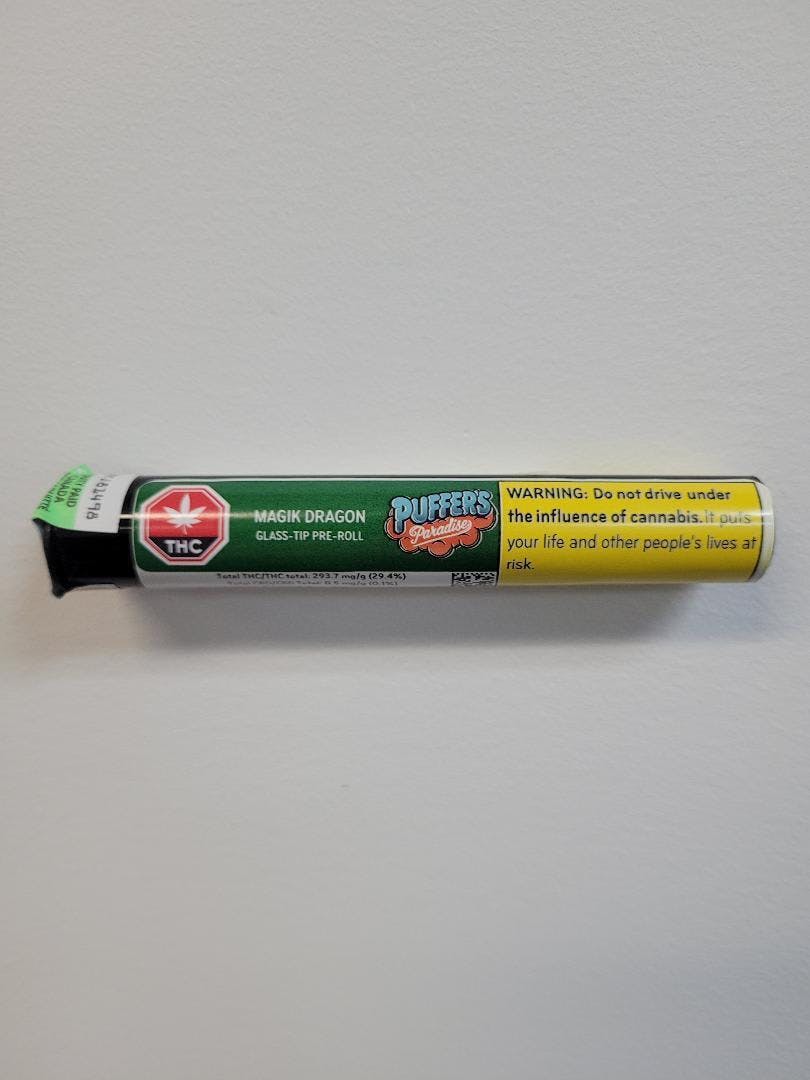 THC
MAGIK DRAGON
GLASS-TIP PRE-ROLL
PUFFER'S
Paradise
WARNING: Do not drive under
the influence of cannabis. It puts
your life and other people's lives at
risk.
Total THC/THC total: 293.7 mg/g (29.4%)
PAID